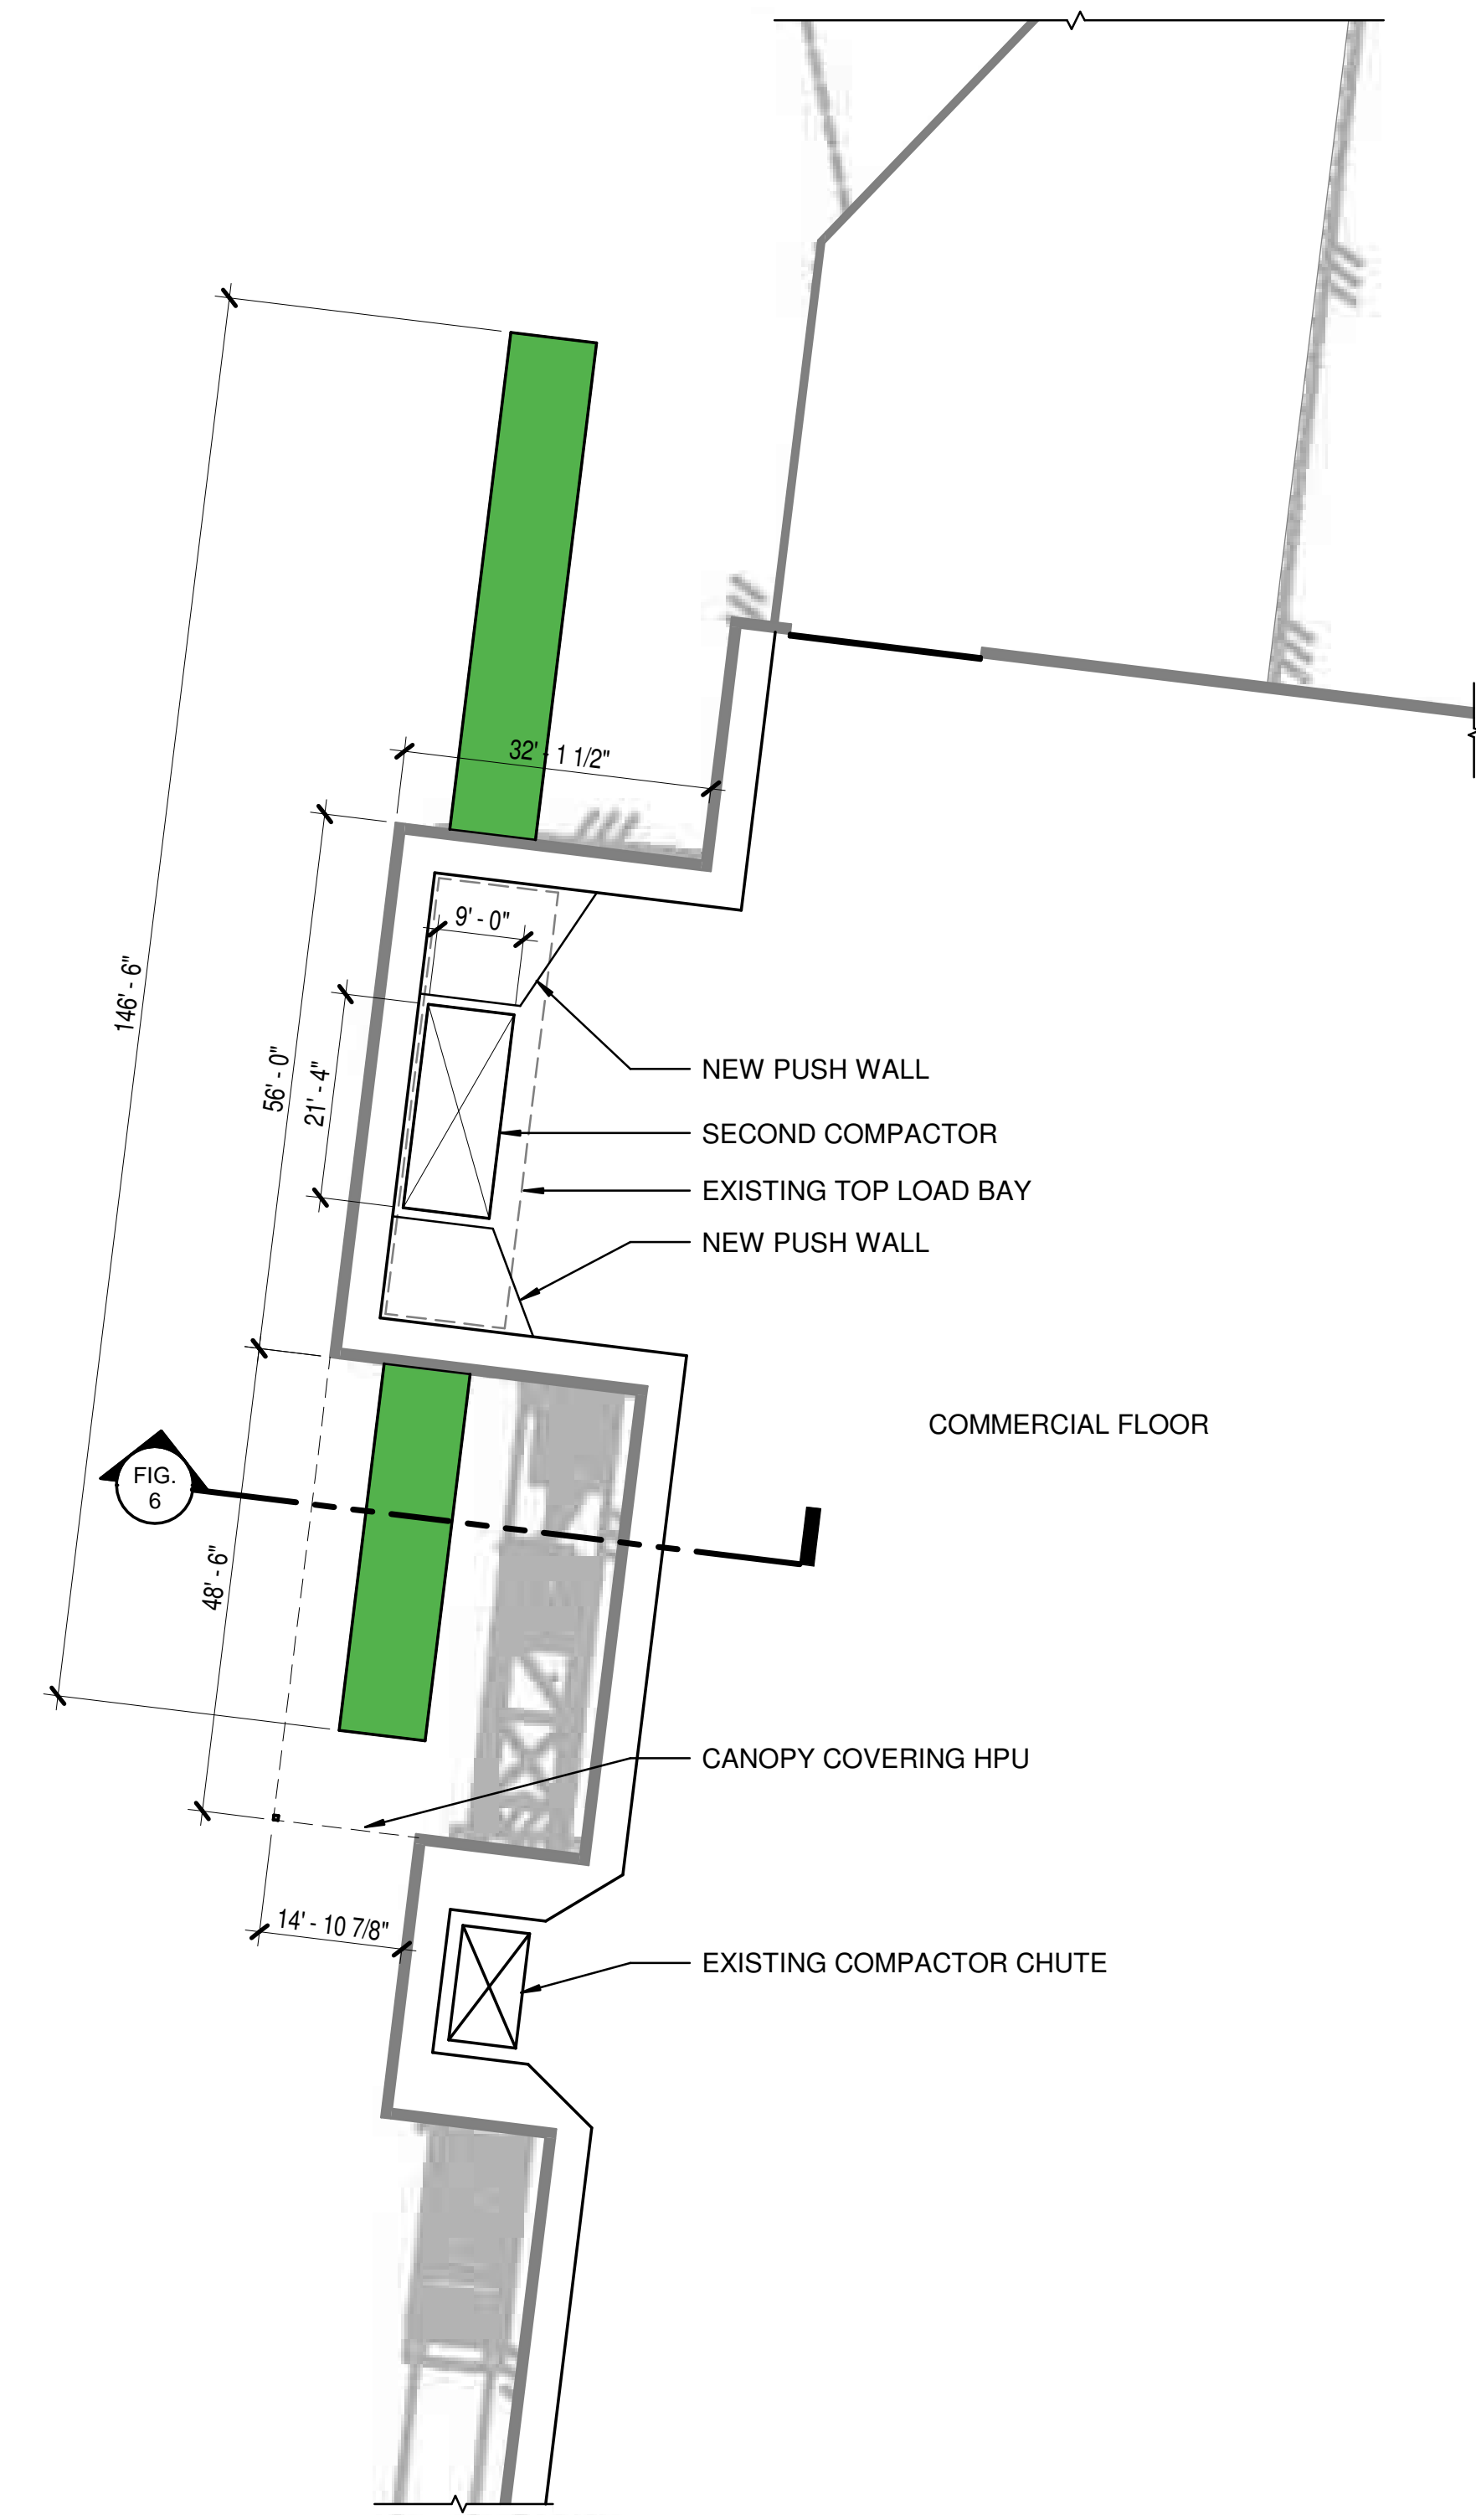 32' - 1 1/2"
9' - 0"
146' - 6"
56' - 0"
21' - 4"
NEW PUSH WALL
SECOND COMPACTOR
EXISTING TOP LOAD BAY
NEW PUSH WALL
COMMERCIAL FLOOR
FIG.
6
48' - 6"
CANOPY COVERING HPU
14' - 10 7/8"
EXISTING COMPACTOR CHUTE